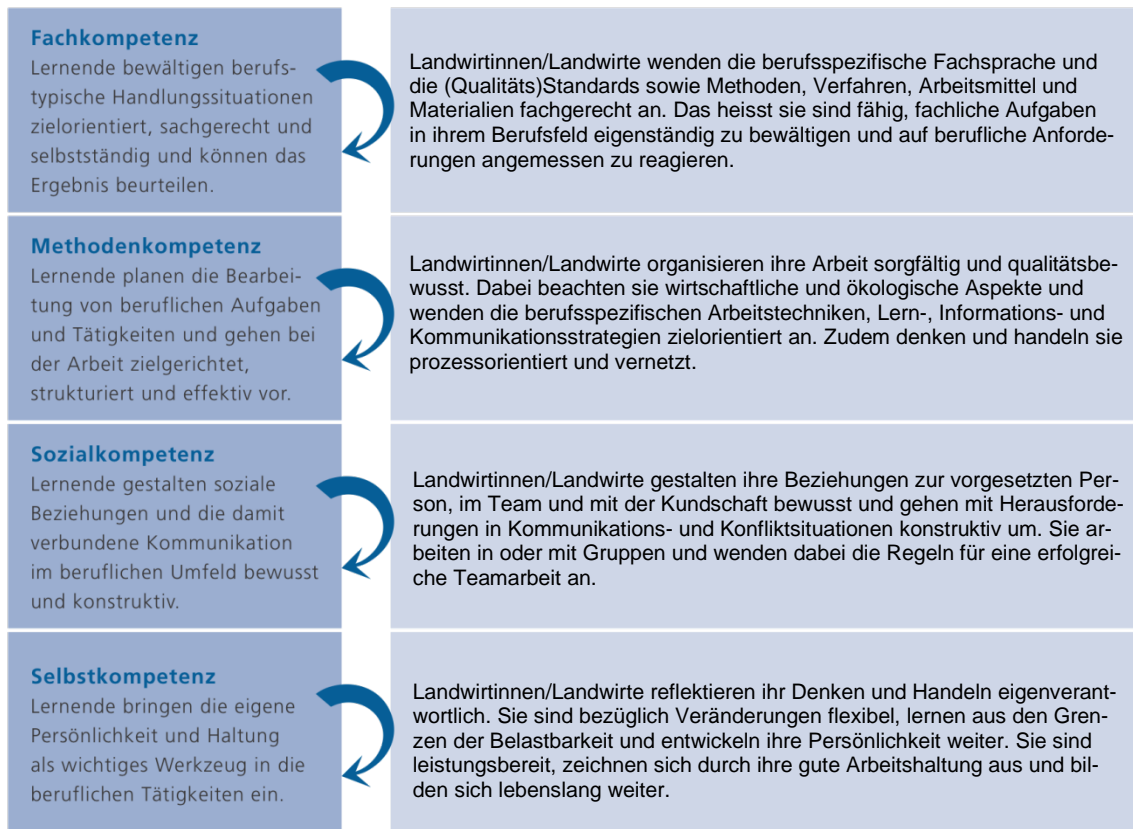 Fachkompetenz
Lernende bewältigen berufs-
typische Handlungssituationen
zielorientiert, sachgerecht und
selbstständig und können das
Ergebnis beurteilen.
Landwirtinnen/Landwirte wenden die berufsspezifische Fachsprache und
die (Qualitäts)Standards sowie Methoden, Verfahren, Arbeitsmittel und
Materialien fachgerecht an. Das heisst sie sind fähig, fachliche Aufgaben
in ihrem Berufsfeld eigenständig zu bewältigen und auf berufliche Anforde-
rungen angemessen zu reagieren.
Methodenkompetenz
Lernende planen die Bearbei-
tung von beruflichen Aufgaben
und Tätigkeiten und gehen bei
der Arbeit zielgerichtet,
strukturiert und effektiv vor.
Landwirtinnen/Landwirte organisieren ihre Arbeit sorgfältig und qualitätsbe-
wusst. Dabei beachten sie wirtschaftliche und ökologische Aspekte und
wenden die berufsspezifischen Arbeitstechniken, Lern-, Informations- und
Kommunikationsstrategien zielorientiert an. Zudem denken und handeln sie
prozessorientiert und vernetzt.
Sozialkompetenz
Lernende gestalten soziale
Beziehungen und die damit
verbundene Kommunikation
im beruflichen Umfeld bewusst
und konstruktiv.
Landwirtinnen/Landwirte gestalten ihre Beziehungen zur vorgesetzten Per-
son, im Team und mit der Kundschaft bewusst und gehen mit Herausforde-
rungen in Kommunikations- und Konfliktsituationen konstruktiv um. Sie ar-
beiten in oder mit Gruppen und wenden dabei die Regeln für eine erfolgrei-
che Teamarbeit an.
Selbstkompetenz
Lernende bringen die eigene
Persönlichkeit und Haltung
als wichtiges Werkzeug in die
beruflichen Tätigkeiten ein.
Landwirtinnen/Landwirte reflektieren ihr Denken und Handeln eigenverant-
wortlich. Sie sind bezüglich Veränderungen flexibel, lernen aus den Gren-
zen der Belastbarkeit und entwickeln ihre Persönlichkeit weiter. Sie sind
leistungsbereit, zeichnen sich durch ihre gute Arbeitshaltung aus und bil-
den sich lebenslang weiter.